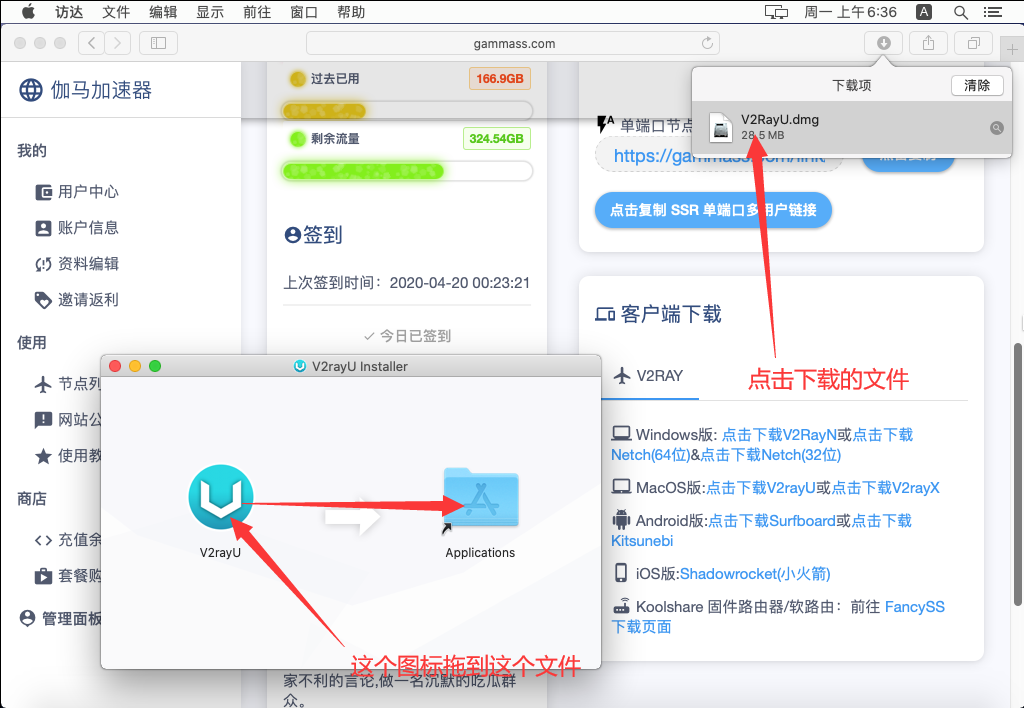 访达 文件 编辑 显示 前往 窗口 帮助 周一 上午6:36 A
gammass.com
伽马加速器
我的
用户中心
账户信息
资料编辑
邀请返利
使用
节点列
网站公
使用教
商店
充值余
套餐购
管理面板
过去已用 166.9GB
剩余流量 324.54GB
签到
上次签到时间：2020-04-20 00:23:21
今日已签到
家不利的言论,做一名沉默的吃瓜群
众。
下载项 清除
V2RayU.dmg
28.5 MB
单端口节点
https://gammass.com/link
点击复制 SSR 单端口多用户链接
客户端下载
V2RAY
点击下载的文件
Windows版: 点击下载V2RayN或点击下载
Netch(64位)&点击下载Netch(32位)
MacOS版:点击下载V2rayU或点击下载V2rayX
Android版:点击下载Surfboard或点击下载
Kitsunebi
iOS版:Shadowrocket(小火箭)
Koolshare 固件路由器/软路由：前往 FancySS
下载页面
V2rayU Installer
V2rayU
Applications
这个图标拖到这个文件